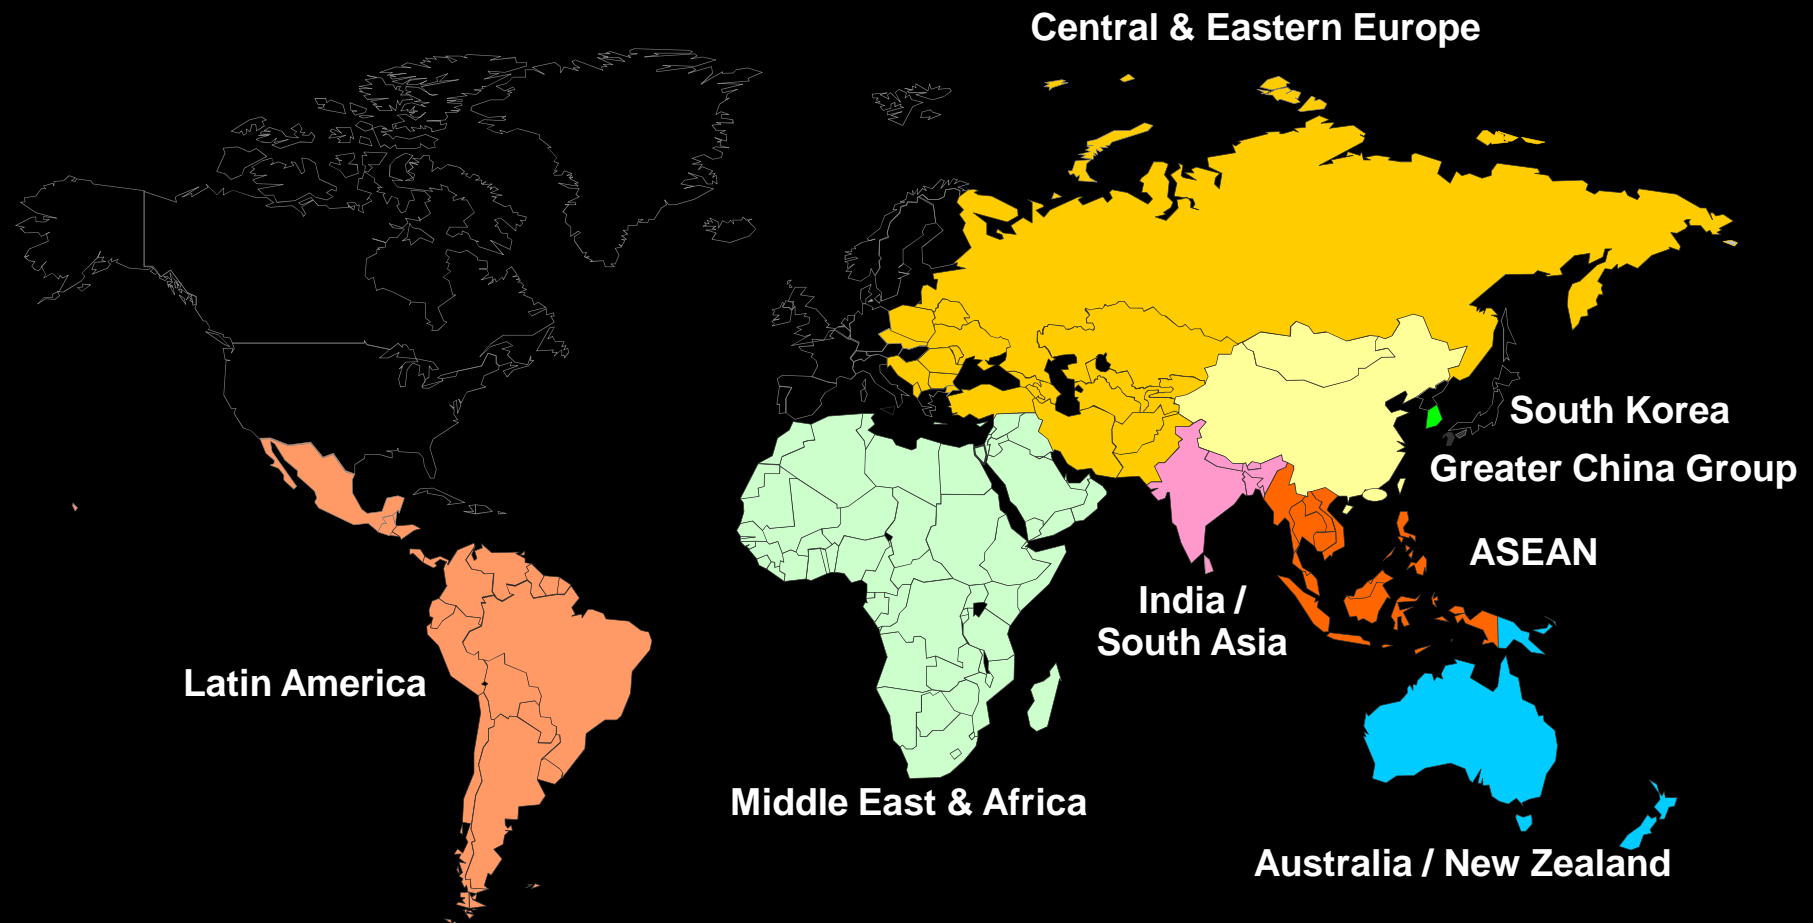 Central & Eastern Europe
South Korea
Greater China Group
ASEAN
India /
South Asia
Latin America
Middle East & Africa
Australia / New Zealand